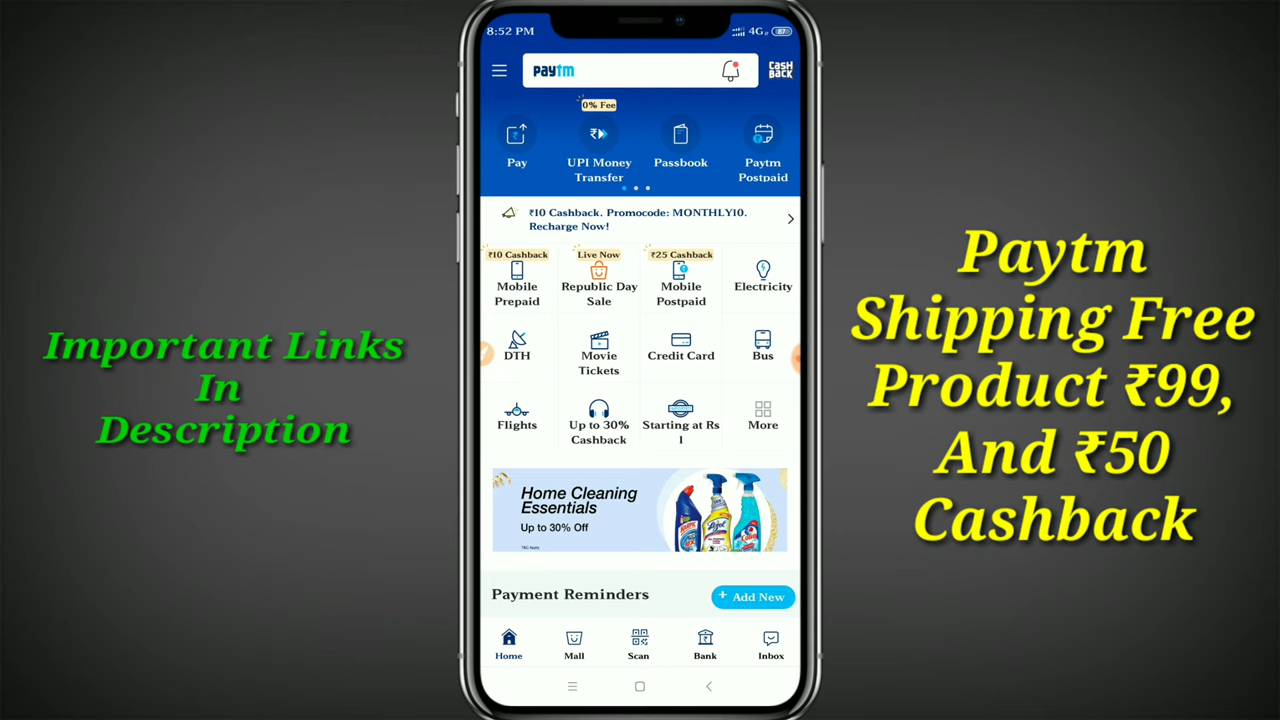 8:52 PM
4G
87
paytm
CASH
BACK
0% Fee
Pay
UPI Money
Transfer
Passbook
Paytm
Postpaid
₹10 Cashback. Promocode: MONTHLY10.
Recharge Now!
₹10 Cashback
Mobile
Prepaid
Live Now
Republic Day
Sale
₹25 Cashback
Mobile
Postpaid
Electricity
DTH
Movie
Tickets
Credit Card
Bus
Flights
Up to 30%
Cashback
Starting at Rs
1
More
Home Cleaning
Essentials
Up to 30% Off
Payment Reminders
+ Add New
Home
Mall
Scan
Bank
Inbox
Important Links
In
Description
Paytm
Shipping Free
Product ₹99,
And ₹50
Cashback